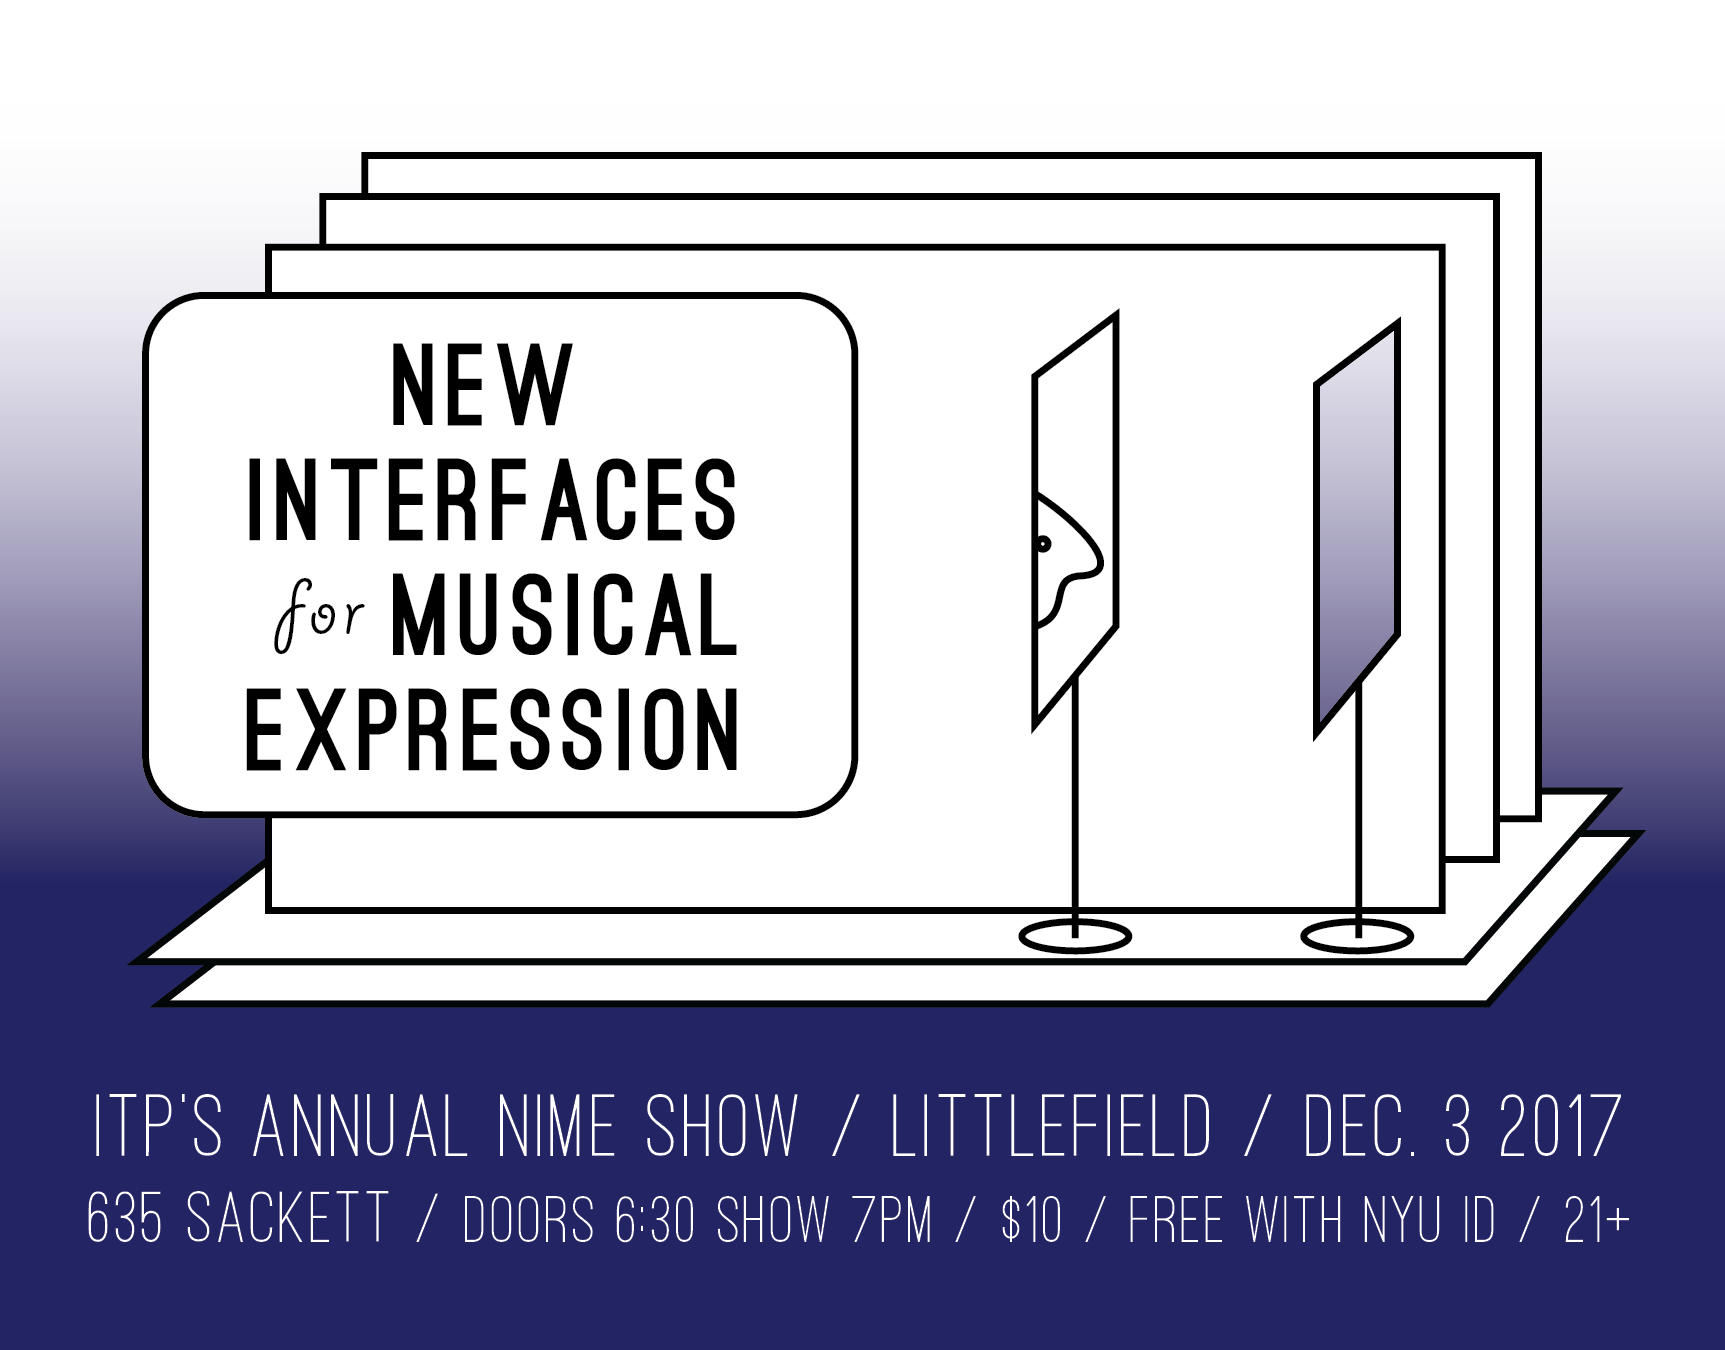 NEW
INTERFACES
for MUSICAL
EXPRESSION
ITP'S ANNUAL NIME SHOW / LITTLEFIELD / DEC. 3 2017
635 SACKETT / DOORS 6:30 SHOW 7PM / $10 / FREE WITH NYU ID / 21+